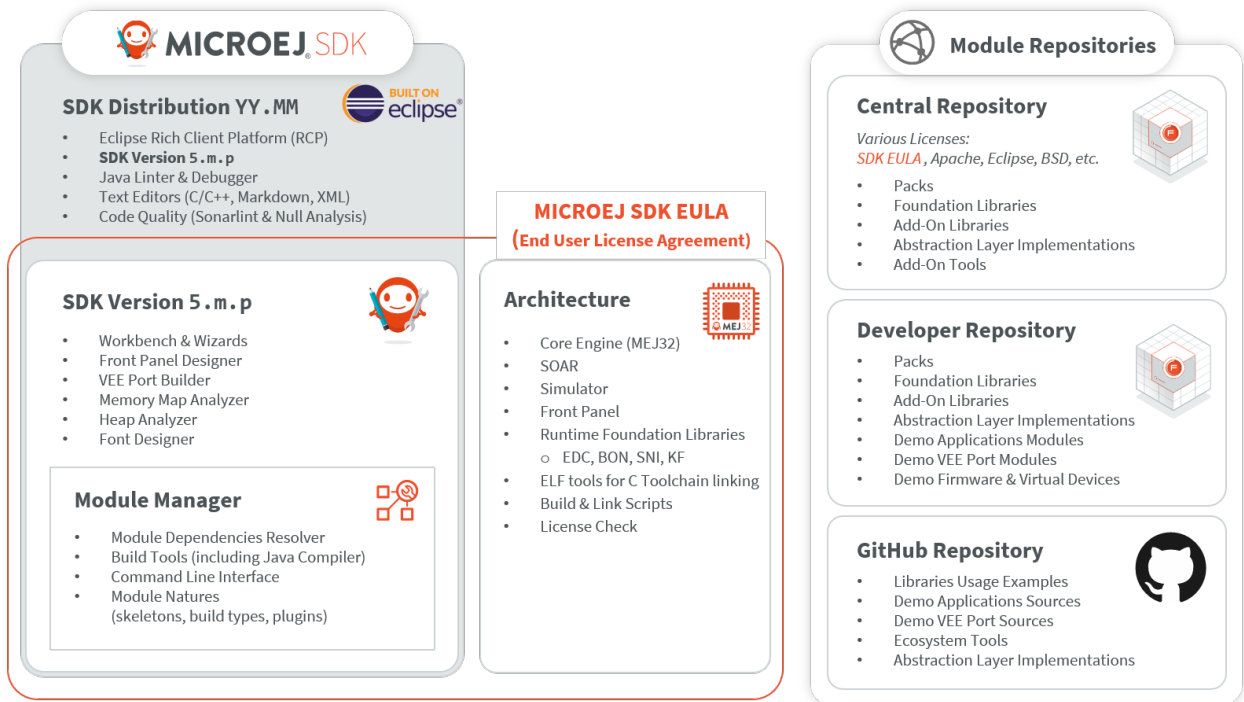 MICROEJ® SDK
SDK Distribution YY.MM
BUILT ON
eclipse®
• Eclipse Rich Client Platform (RCP)
• SDK Version 5.m.p
• Java Linter & Debugger
• Text Editors (C/C++, Markdown, XML)
• Code Quality (Sonarlint & Null Analysis)
MICROEJ SDK EULA
(End User License Agreement)
SDK Version 5.m.p
• Workbench & Wizards
• Front Panel Designer
• VEE Port Builder
• Memory Map Analyzer
• Heap Analyzer
• Font Designer
Module Manager
• Module Dependencies Resolver
• Build Tools (including Java Compiler)
• Command Line Interface
• Module Natures
(skeletons, build types, plugins)
Architecture
MEJ32
• Core Engine (MEJ32)
• SOAR
• Simulator
• Front Panel
• Runtime Foundation Libraries
o EDC, BON, SNI, KF
• ELF tools for C Toolchain linking
• Build & Link Scripts
• License Check
Module Repositories
Central Repository
Various Licenses:
SDK EULA , Apache, Eclipse, BSD, etc.
• Packs
• Foundation Libraries
• Add-On Libraries
• Abstraction Layer Implementations
• Add-On Tools
Developer Repository
• Packs
• Foundation Libraries
• Add-On Libraries
• Abstraction Layer Implementations
• Demo Applications Modules
• Demo VEE Port Modules
• Demo Firmware & Virtual Devices
GitHub Repository
• Libraries Usage Examples
• Demo Applications Sources
• Demo VEE Port Sources
• Ecosystem Tools
• Abstraction Layer Implementations